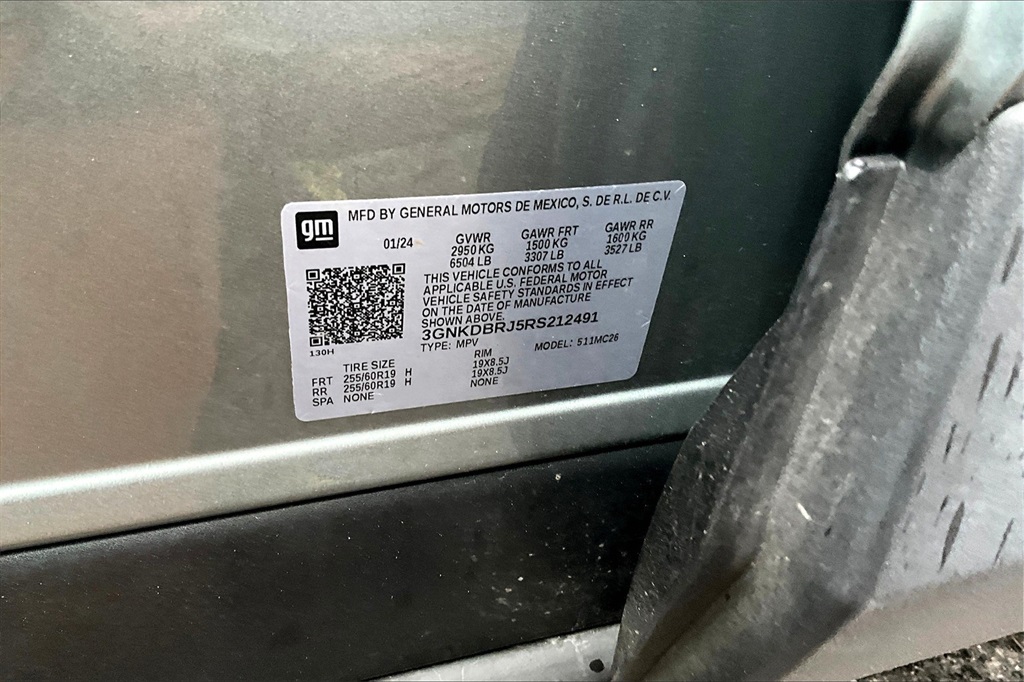 gm MFD BY GENERAL MOTORS DE MEXICO, S. DE R.L. DE C.V.
01/24 GVWR GAWR FRT GAWR RR
2950 KG 1500 KG 1600 KG
6504 LB 3307 LB 3527 LB
THIS VEHICLE CONFORMS TO ALL
APPLICABLE U.S. FEDERAL MOTOR
VEHICLE SAFETY STANDARDS IN EFFECT
ON THE DATE OF MANUFACTURE
SHOWN ABOVE.
3GNKDBRJ5RS212491
130H TYPE: MPV MODEL: 511MC26
TIRE SIZE RIM
FRT 255/60R19 H 19X8.5J
RR 255/60R19 H 19X8.5J
SPA NONE NONE